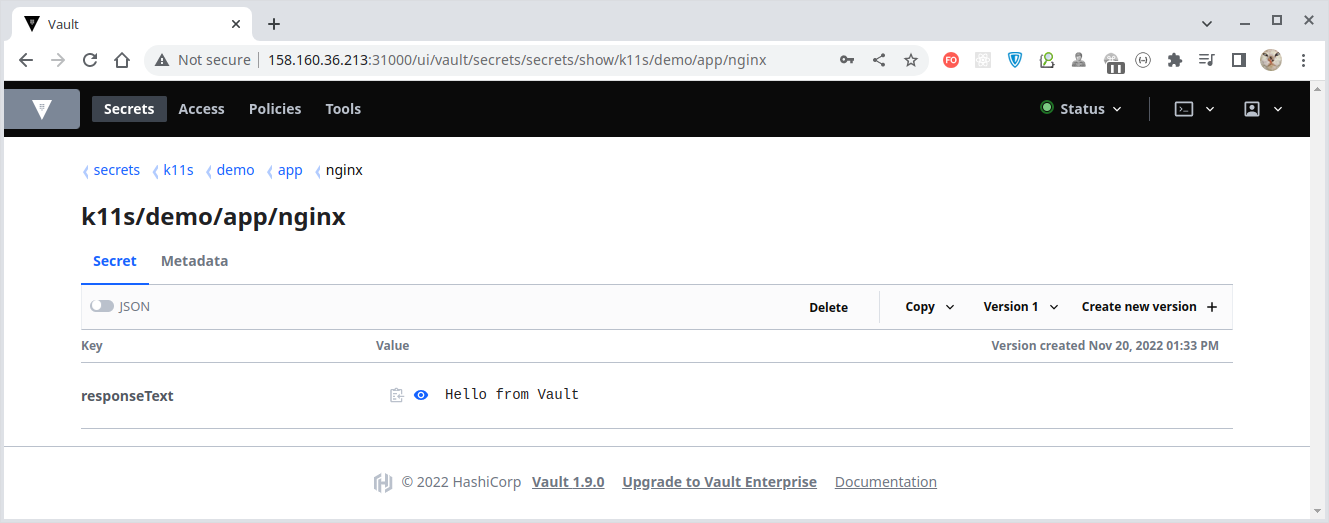 Vault
Not secure 158.160.36.213:31000/ui/vault/secrets/secrets/show/k11s/demo/app/nginx
FO
Secrets Access Policies Tools Status
secrets k11s demo app nginx
k11s/demo/app/nginx
Secret Metadata
JSON Delete Copy Version 1 Create new version
Key Value Version created Nov 20, 2022 01:33 PM
responseText Hello from Vault
© 2022 HashiCorp Vault 1.9.0 Upgrade to Vault Enterprise Documentation